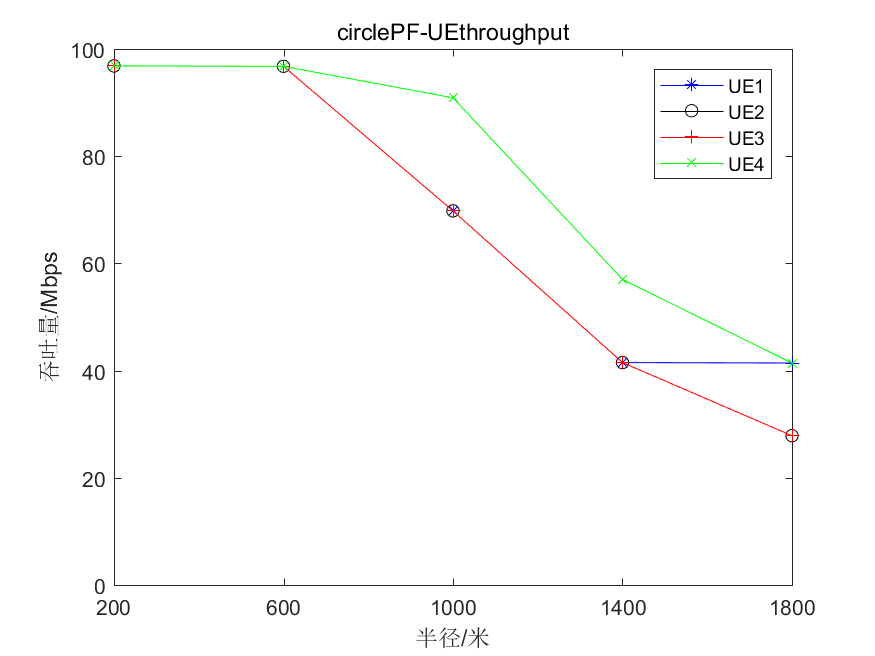 circlePF-UEthroughput
100
80
60
40
20
0
吞吐量/Mbps
UE1
UE2
UE3
UE4
200 600 1000 1400 1800
半径/米